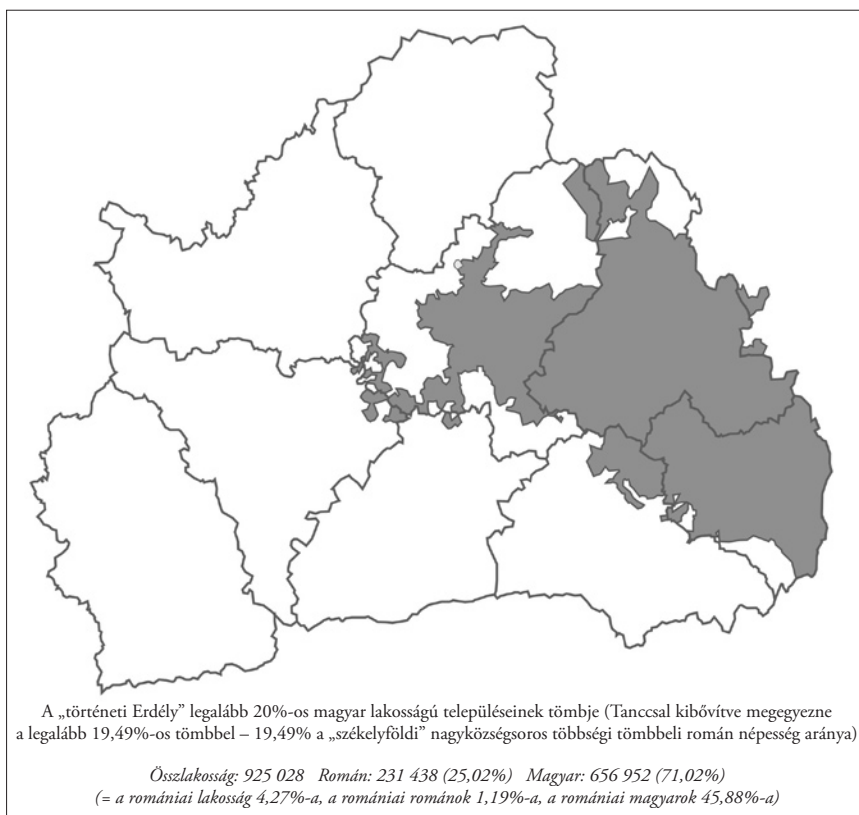 A „történeti Erdély” legalább 20%-os magyar lakosságú településeinek tömbje (Tanccsal kibővítve megegyezne
a legalább 19,49%-os tömbbel – 19,49% a „székelyföldi” nagyközségsoros többségi tömbbeli román népesség aránya)
Összlakosság: 925 028 Román: 231 438 (25,02%) Magyar: 656 952 (71,02%)
(= a romániai lakosság 4,27%-a, a romániai románok 1,19%-a, a romániai magyarok 45,88%-a)